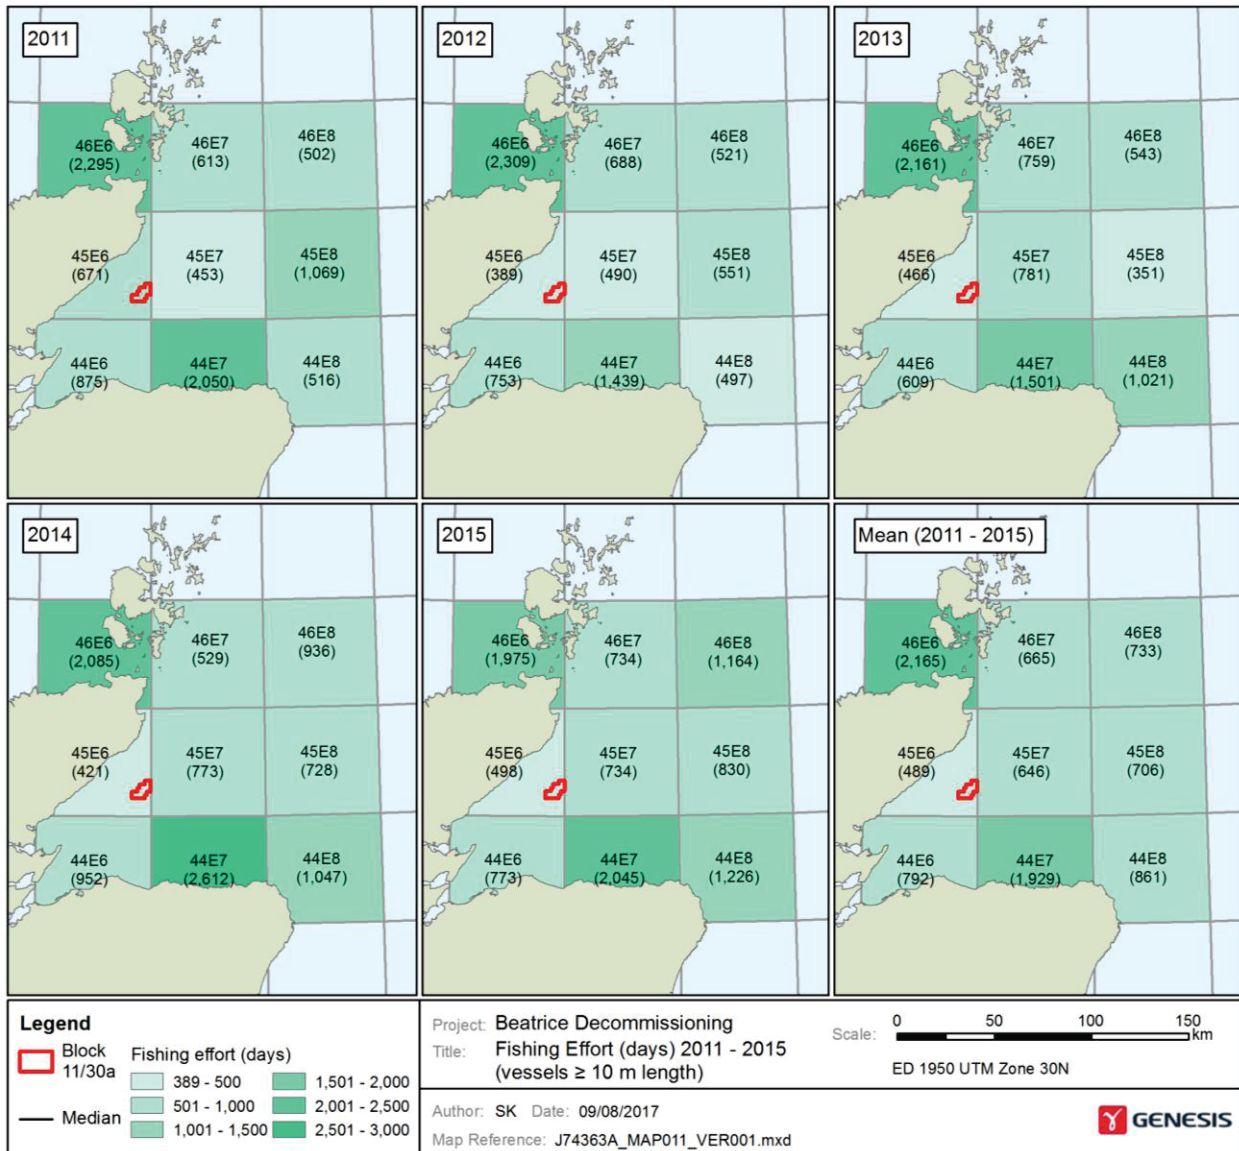 2011
46E6
(2,295)
46E7
(613)
46E8
(502)
45E6
(671)
45E7
(453)
45E8
(1,069)
44E6
(875)
44E7
(2,050)
44E8
(516)
2012
46E6
(2,309)
46E7
(688)
46E8
(521)
45E6
(389)
45E7
(490)
45E8
(551)
44E6
(753)
44E7
(1,439)
44E8
(497)
2013
46E6
(2,161)
46E7
(759)
46E8
(543)
45E6
(466)
45E7
(781)
45E8
(351)
44E6
(609)
44E7
(1,501)
44E8
(1,021)
2014
46E6
(2,085)
46E7
(529)
46E8
(936)
45E6
(421)
45E7
(773)
45E8
(728)
44E6
(952)
44E7
(2,612)
44E8
(1,047)
2015
46E6
(1,975)
46E7
(734)
46E8
(1,164)
45E6
(498)
45E7
(734)
45E8
(830)
44E6
(773)
44E7
(2,045)
44E8
(1,226)
Mean (2011 - 2015)
46E6
(2,165)
46E7
(665)
46E8
(733)
45E6
(489)
45E7
(646)
45E8
(706)
44E6
(792)
44E7
(1,929)
44E8
(861)
Legend
Block
11/30a
Median
Fishing effort (days)
389 - 500
501 - 1,000
1,001 - 1,500
1,501 - 2,000
2,001 - 2,500
2,501 - 3,000
Project: Beatrice Decommissioning
Title: Fishing Effort (days) 2011 - 2015
(vessels ≥ 10 m length)
Scale: 0 50 100 150
km
ED 1950 UTM Zone 30N
Author: SK Date: 09/08/2017
Map Reference: J74363A_MAP011_VER001.mxd
GENESIS